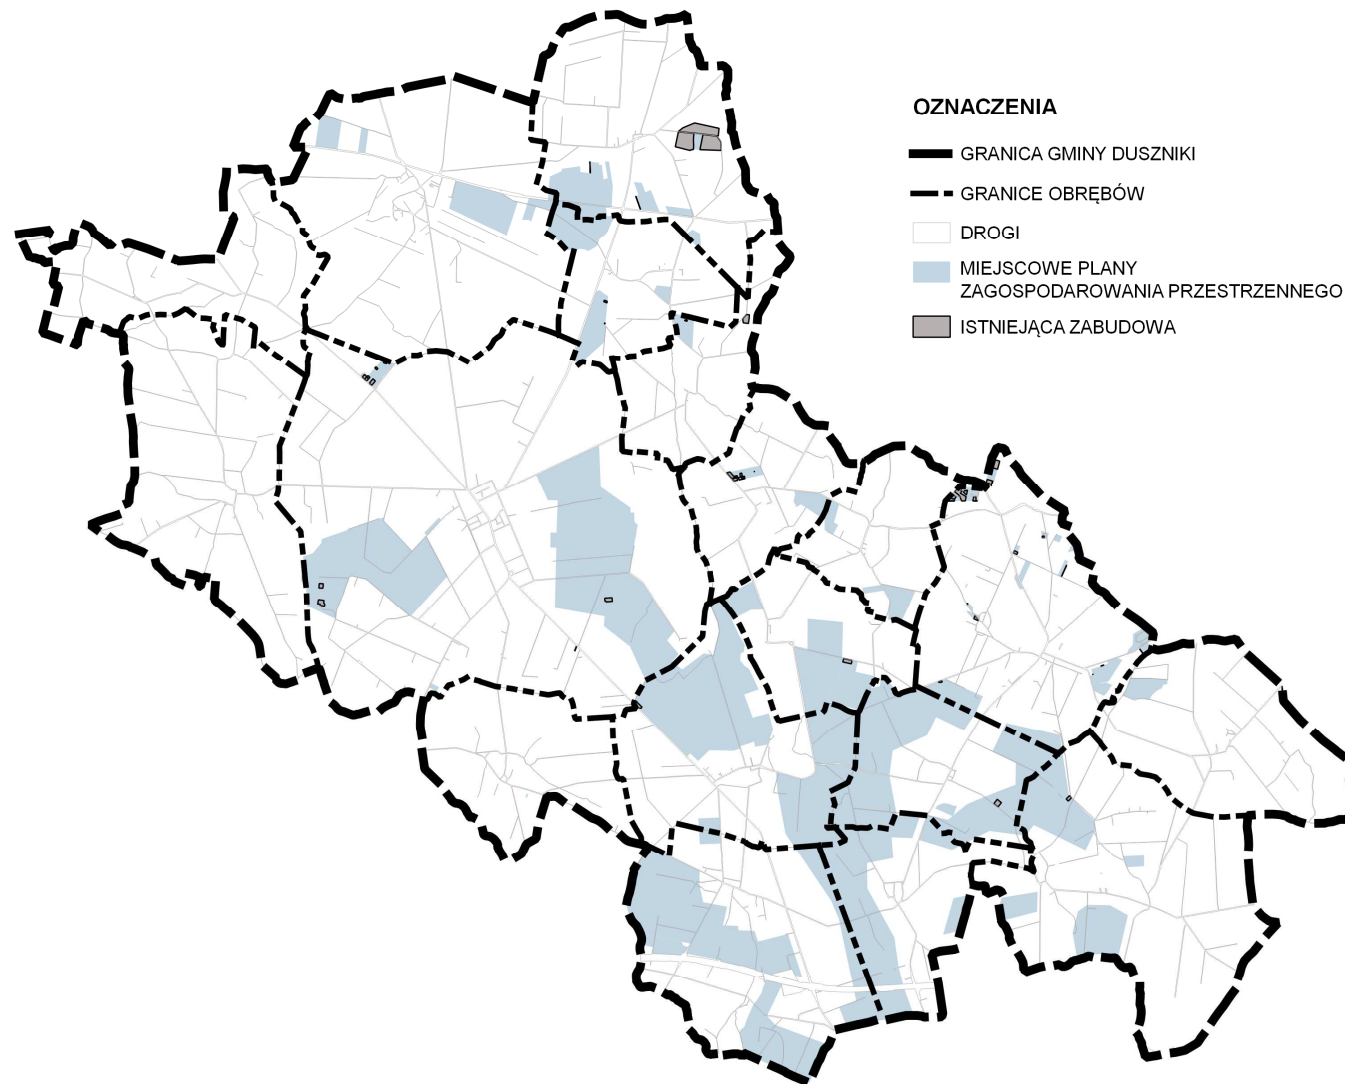 OZNACZENIA
GRANICA GMINY DUSZNIKI
GRANICE OBRĘBÓW
DROGI
MIEJSCOWE PLANY
ZAGOSPODAROWANIA PRZESTRZENNEGO
ISTNIEJĄCA ZABUDOWA